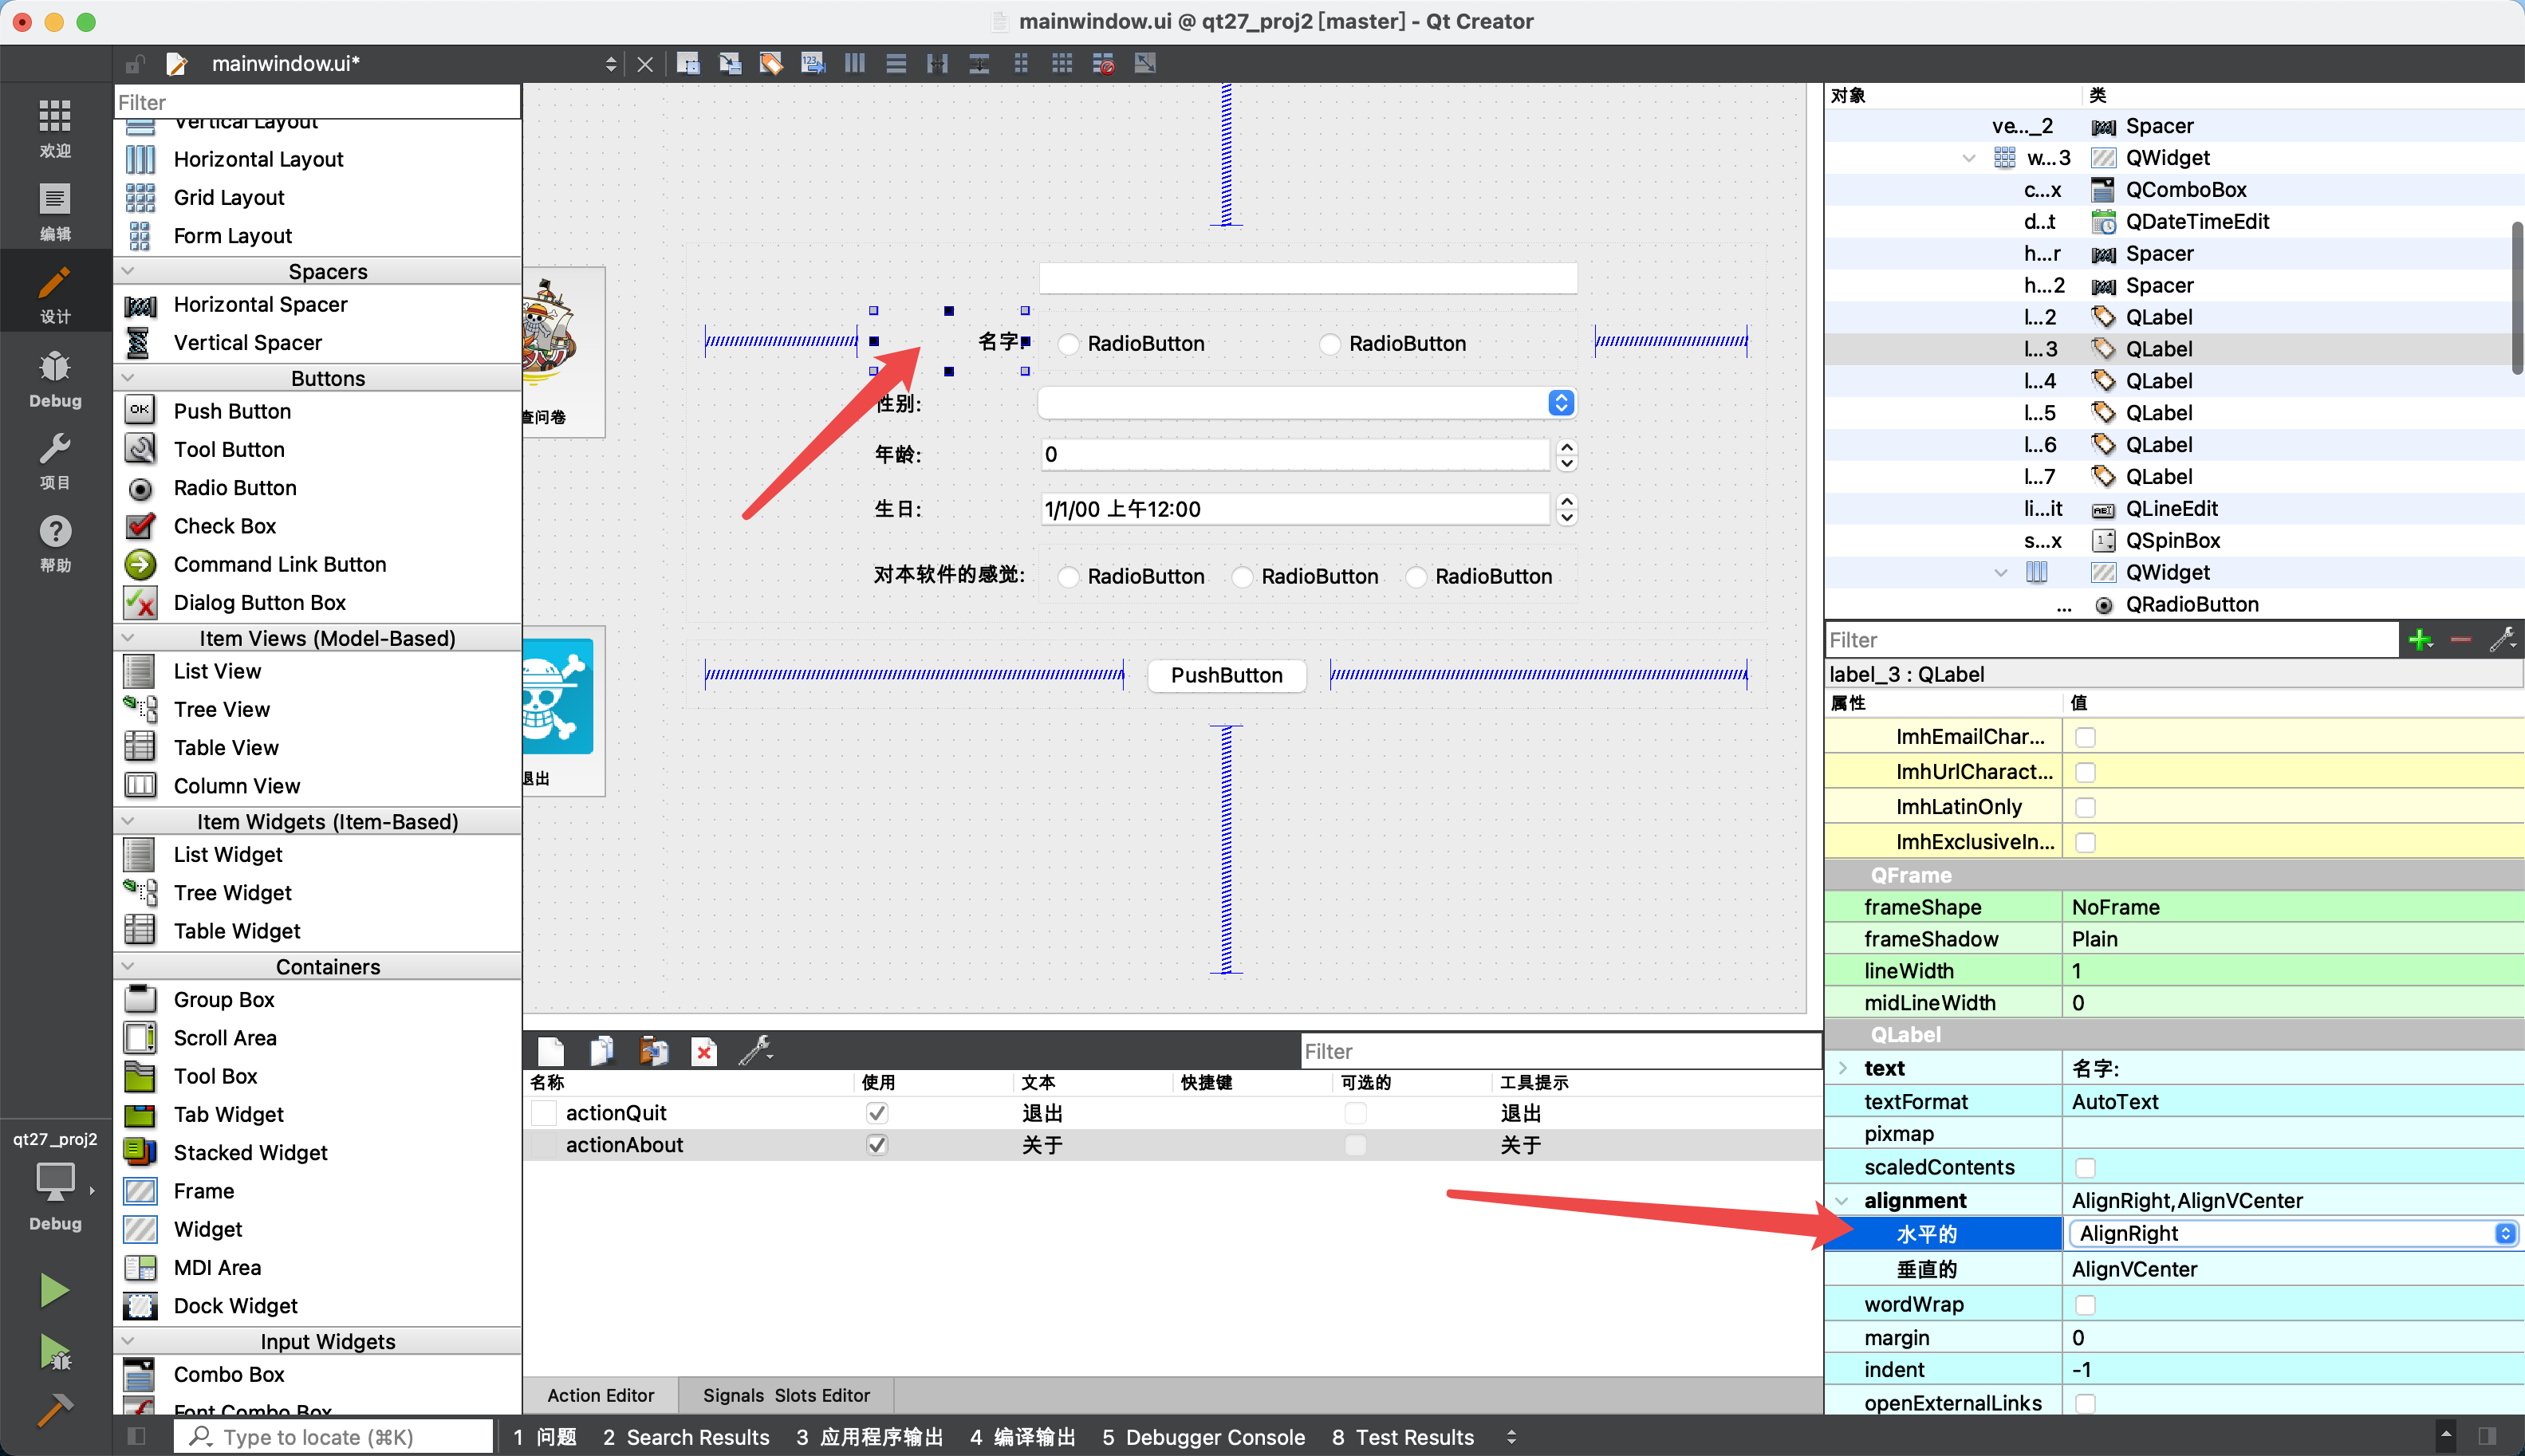 mainwindow.ui @ qt27_proj2 [master] - Qt Creator
mainwindow.ui*
欢迎
编辑
设计
Debug
项目
帮助
qt27_proj2
Debug
Filter
Vertical Layout
Horizontal Layout
Grid Layout
Form Layout
Spacers
Horizontal Spacer
Vertical Spacer
Buttons
Push Button
Tool Button
Radio Button
Check Box
Command Link Button
Dialog Button Box
Item Views (Model-Based)
List View
Tree View
Table View
Column View
Item Widgets (Item-Based)
List Widget
Tree Widget
Table Widget
Containers
Group Box
Scroll Area
Tool Box
Tab Widget
Stacked Widget
Frame
Widget
MDI Area
Dock Widget
Input Widgets
Combo Box
Font Combo Box
查问卷
退出
名字:
RadioButton
RadioButton
性别:
年龄:
0
生日:
1/1/00 上午12:00
对本软件的感觉:
RadioButton
RadioButton
RadioButton
PushButton
Filter
名称 使用 文本 快捷键 可选的 工具提示
actionQuit 退出 退出
actionAbout 关于 关于
Action Editor
Signals Slots Editor
对象 类
ve..._2 Spacer
w...3 QWidget
c...x QComboBox
d...t QDateTimeEdit
h...r Spacer
h...2 Spacer
l...2 QLabel
l...3 QLabel
l...4 QLabel
l...5 QLabel
l...6 QLabel
l...7 QLabel
li...it QLineEdit
s...x QSpinBox
QWidget
... QRadioButton
Filter
label_3 : QLabel
属性 值
ImhEmailChar...
ImhUrlCharact...
ImhLatinOnly
ImhExclusiveIn...
QFrame
frameShape NoFrame
frameShadow Plain
lineWidth 1
midLineWidth 0
QLabel
text 名字:
textFormat AutoText
pixmap
scaledContents
alignment AlignRight,AlignVCenter
水平的 AlignRight
垂直的 AlignVCenter
wordWrap
margin 0
indent -1
openExternalLinks
Type to locate (⌘K)
1 问题 2 Search Results 3 应用程序输出 4 编译输出 5 Debugger Console 8 Test Results